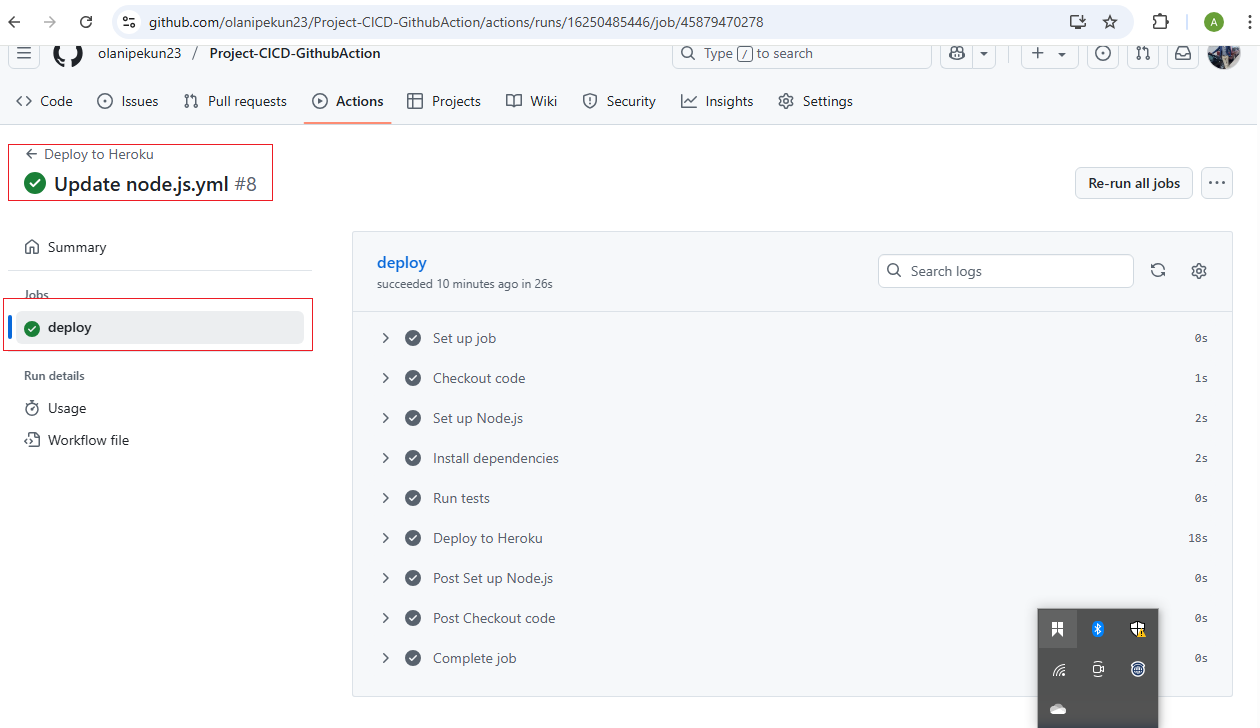 github.com/olanipekun23/Project-CICD-GithubAction/actions/runs/16250485446/job/45879470278
A
olanipekun23 / Project-CICD-GithubAction
Type / to search
Code Issues Pull requests Actions Projects Wiki Security Insights Settings
Deploy to Heroku
Update node.js.yml #8
Re-run all jobs
Summary
Jobs
deploy
Run details
Usage
Workflow file
deploy
succeeded 10 minutes ago in 26s
Search logs
Set up job 0s
Checkout code 1s
Set up Node.js 2s
Install dependencies 2s
Run tests 0s
Deploy to Heroku 18s
Post Set up Node.js 0s
Post Checkout code 0s
Complete job 0s